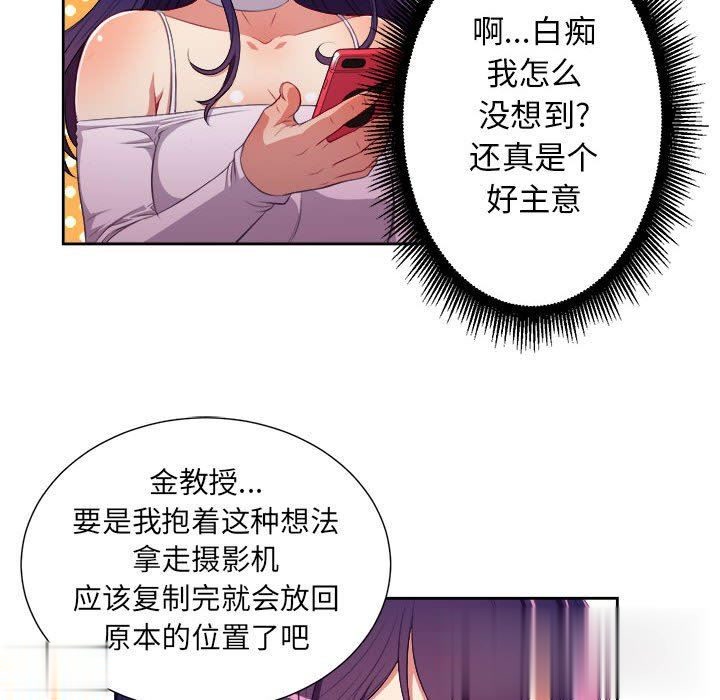 啊...白痴
我怎么
没想到?
还真是个
好主意
金教授...
要是我抱着这种想法
拿走摄影机
应该复制完就会放回
原本的位置了吧